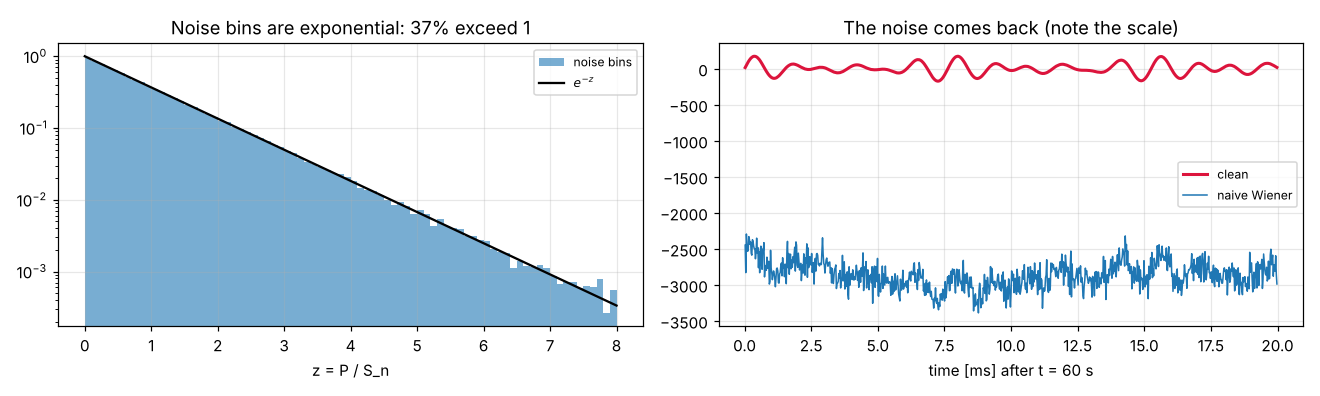 Noise bins are exponential: 37% exceed 1
noise bins
e^{-z}
10^0
10^{-1}
10^{-2}
10^{-3}
0 1 2 3 4 5 6 7 8
z = P / S_n
The noise comes back (note the scale)
0
−500
−1000
−1500
−2000
−2500
−3000
−3500
clean
naive Wiener
0.0 2.5 5.0 7.5 10.0 12.5 15.0 17.5 20.0
time [ms] after t = 60 s